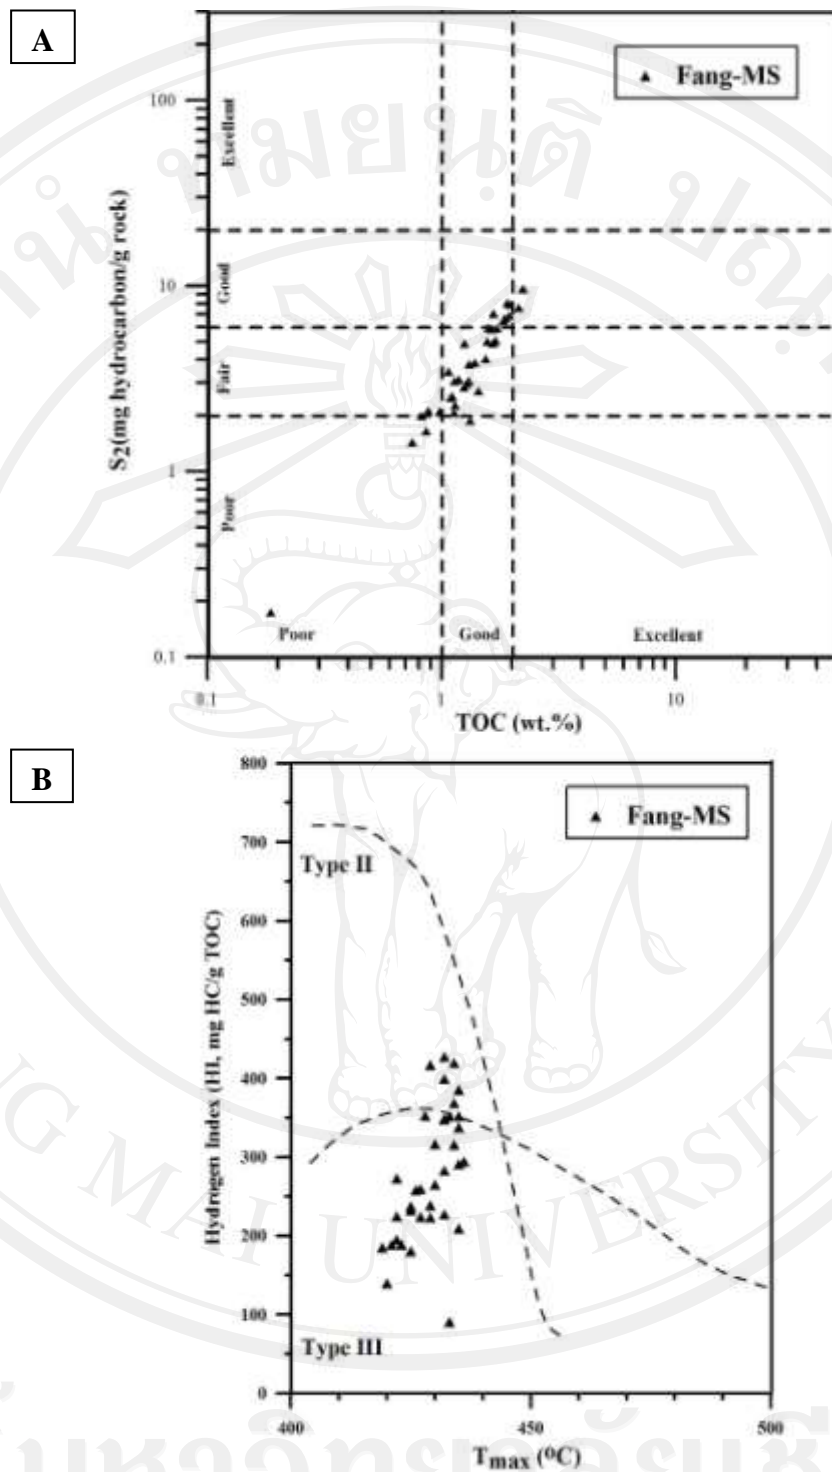 A
Fang-MS
100
10
1
0.1
S2(mg hydrocarbon/g rock)
Excellent
Good
Fair
Poor
Poor Good Excellent
0.1 1 10
TOC (wt.%)
B
Fang-MS
800
700
600
500
400
300
200
100
0
Hydrogen Index (HI, mg HC/g TOC)
Type II
Type III
400 450 500
Tmax (⁰C)